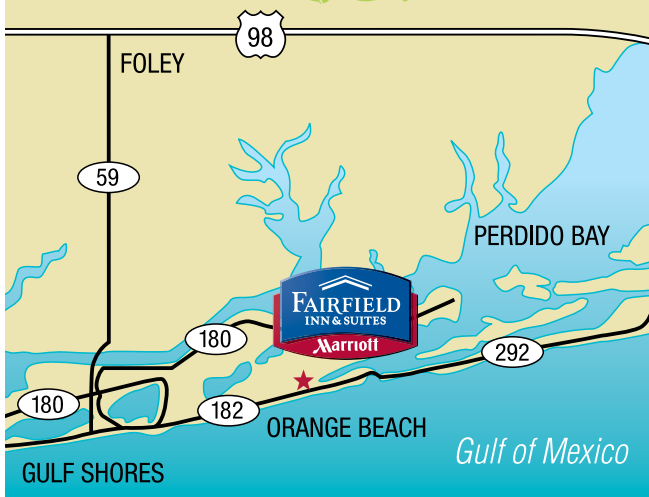 98
FOLEY
59
PERDIDO BAY
FAIRFIELD
INN & SUITES
Marriott
180
292
180
182
ORANGE BEACH
Gulf of Mexico
GULF SHORES